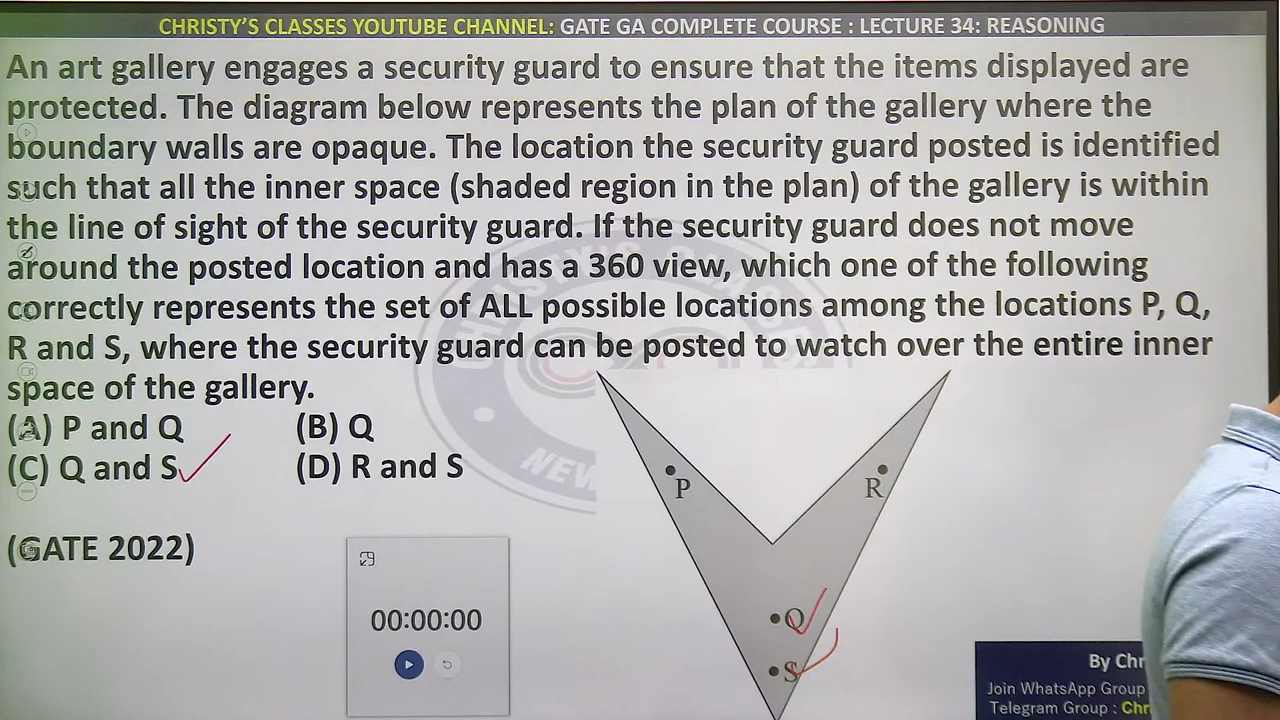 CHRISTY'S CLASSES YOUTUBE CHANNEL: GATE GA COMPLETE COURSE : LECTURE 34: REASONING
An art gallery engages a security guard to ensure that the items displayed are
protected. The diagram below represents the plan of the gallery where the
boundary walls are opaque. The location the security guard posted is identified
such that all the inner space (shaded region in the plan) of the gallery is within
the line of sight of the security guard. If the security guard does not move
around the posted location and has a 360 view, which one of the following
correctly represents the set of ALL possible locations among the locations P, Q,
R and S, where the security guard can be posted to watch over the entire inner
space of the gallery.
(A) P and Q (B) Q
(C) Q and S (D) R and S
(GATE 2022)
00:00:00
P
R
Q
S
By Chr
Join WhatsApp Group
Telegram Group : Chr
NEW